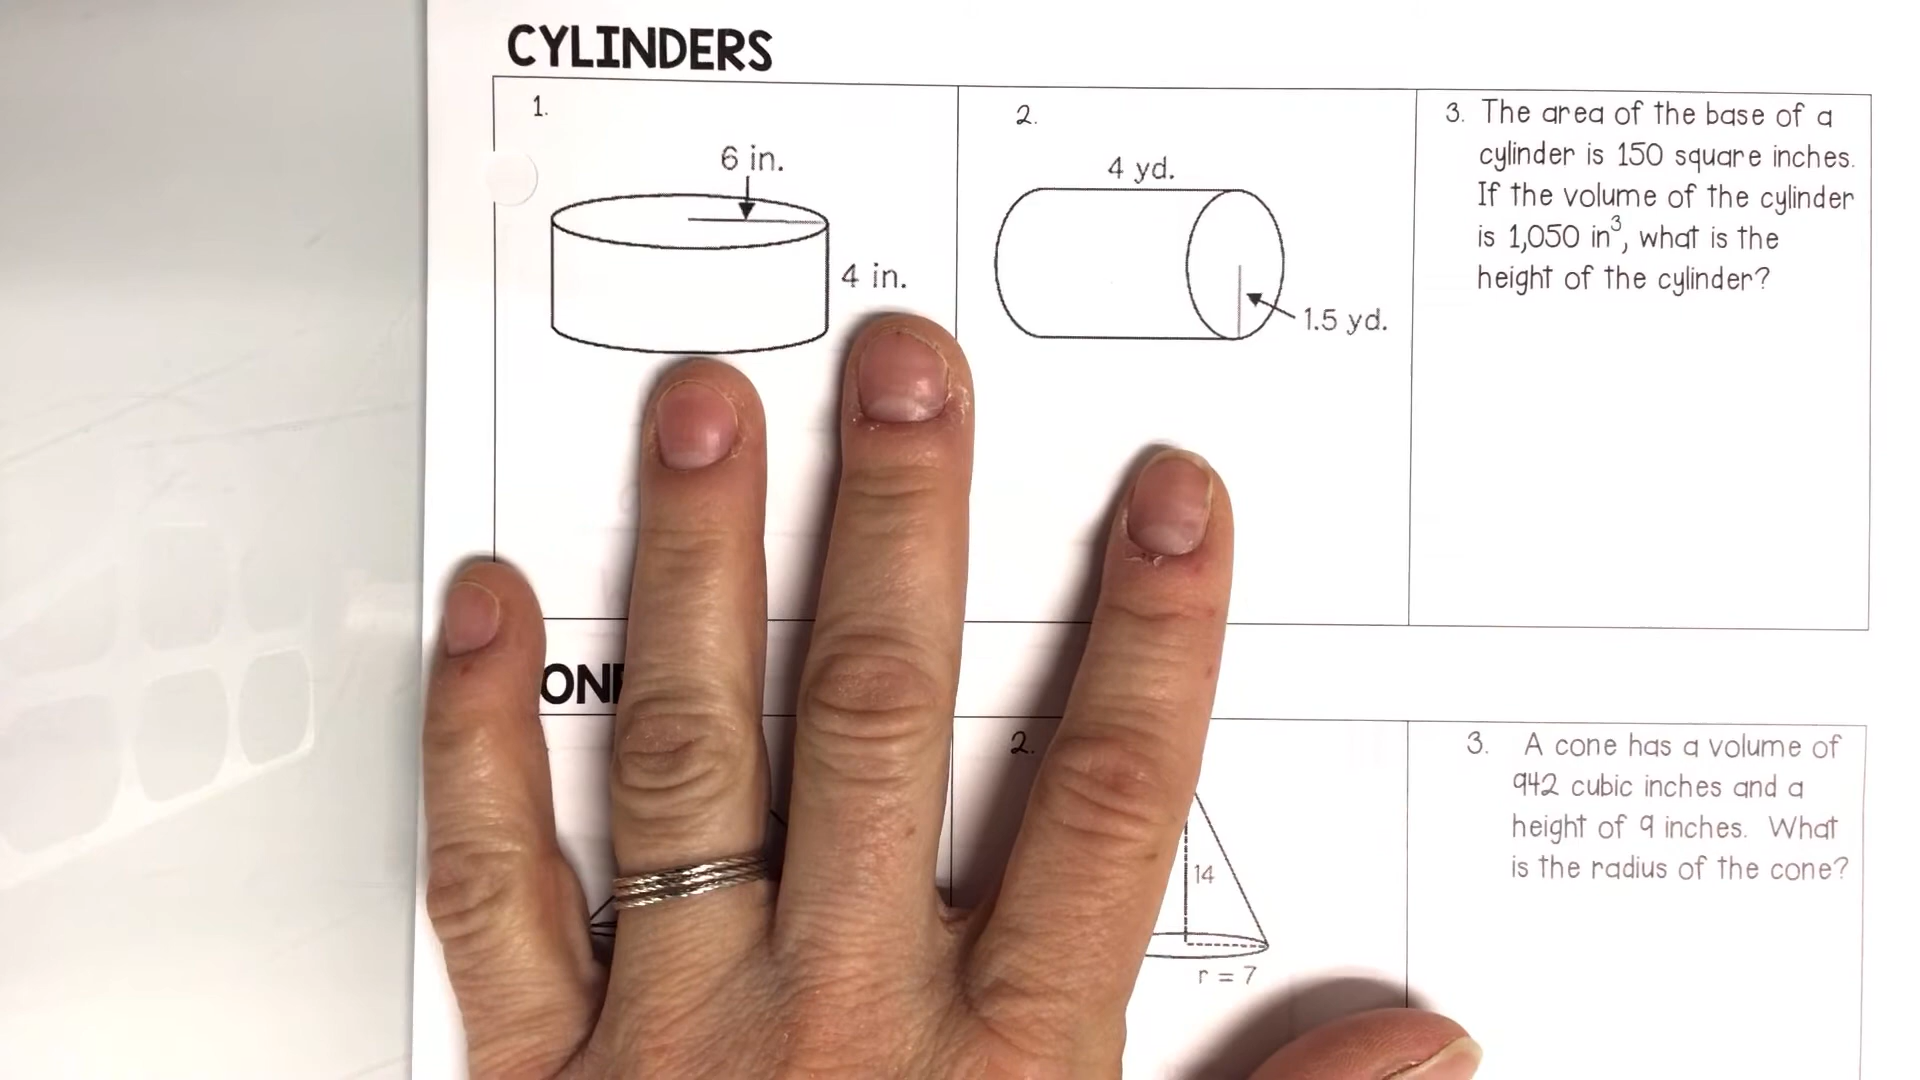 CYLINDERS
1.
6 in.
4 in.
2.
4 yd.
1.5 yd.
3. The area of the base of a
cylinder is 150 square inches.
If the volume of the cylinder
is 1,050 in³, what is the
height of the cylinder?
2.
14
r = 7
3. A cone has a volume of
942 cubic inches and a
height of 9 inches. What
is the radius of the cone?